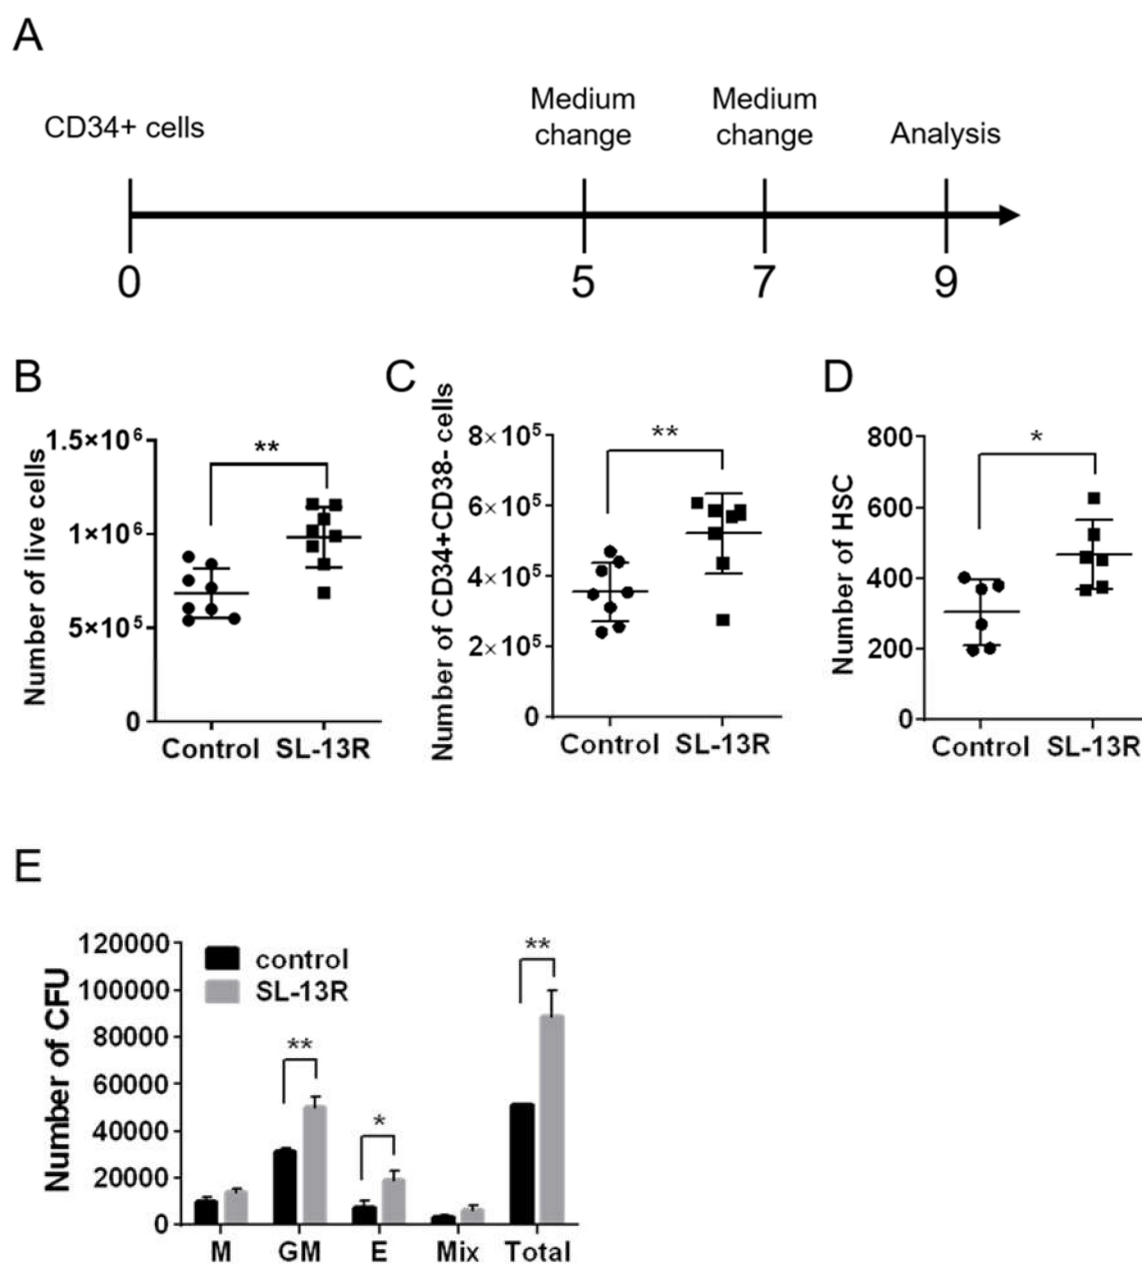 A
CD34+ cells
Medium
change
Medium
change
Analysis
0
5
7
9
B
Number of live cells
1.5×10⁶
1×10⁶
5×10⁵
0
**
Control
SL-13R
C
Number of CD34+CD38- cells
8×10⁵
6×10⁵
4×10⁵
2×10⁵
0
**
Control
SL-13R
D
Number of HSC
800
600
400
200
0
*
Control
SL-13R
E
Number of CFU
120000
100000
80000
60000
40000
20000
0
control
SL-13R
**
*
**
M
GM
E
Mix
Total